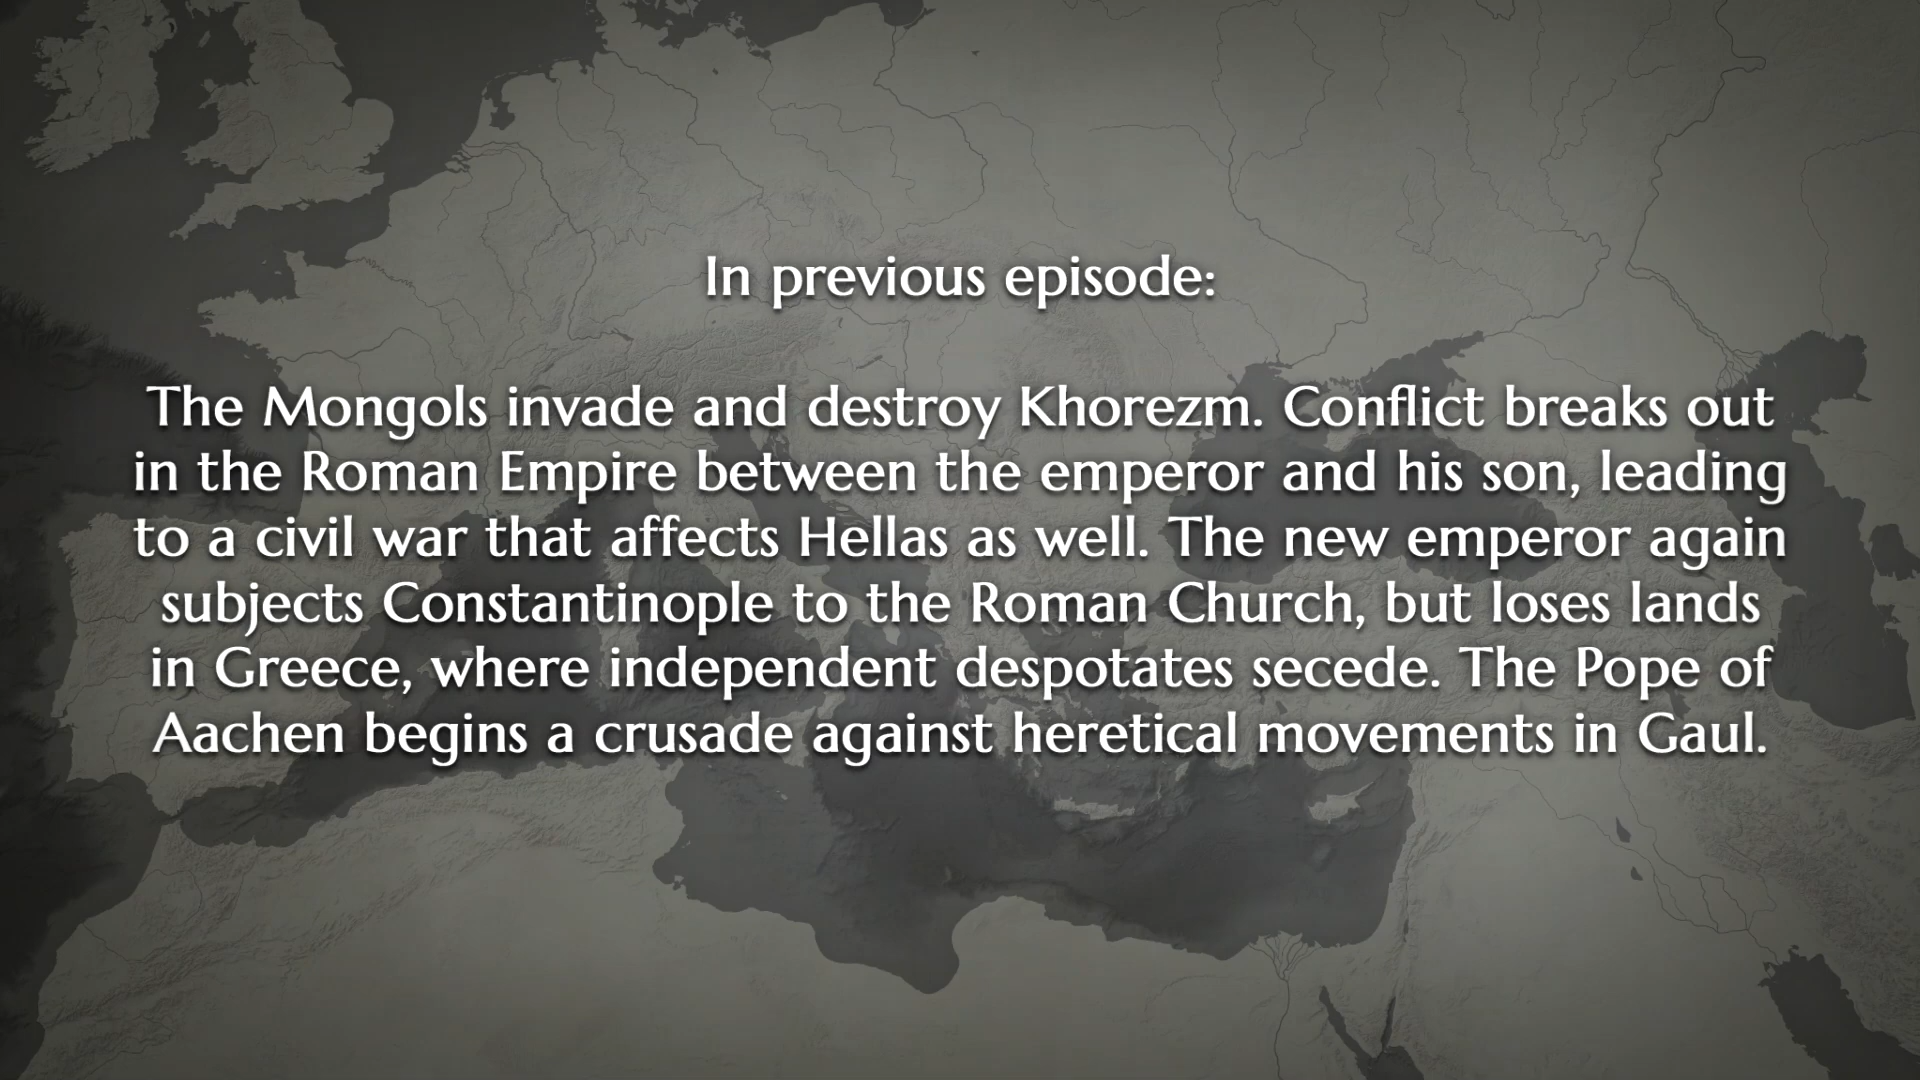 In previous episode:
The Mongols invade and destroy Khorezm. Conflict breaks out
in the Roman Empire between the emperor and his son, leading
to a civil war that affects Hellas as well. The new emperor again
subjects Constantinople to the Roman Church, but loses lands
in Greece, where independent despotates secede. The Pope of
Aachen begins a crusade against heretical movements in Gaul.